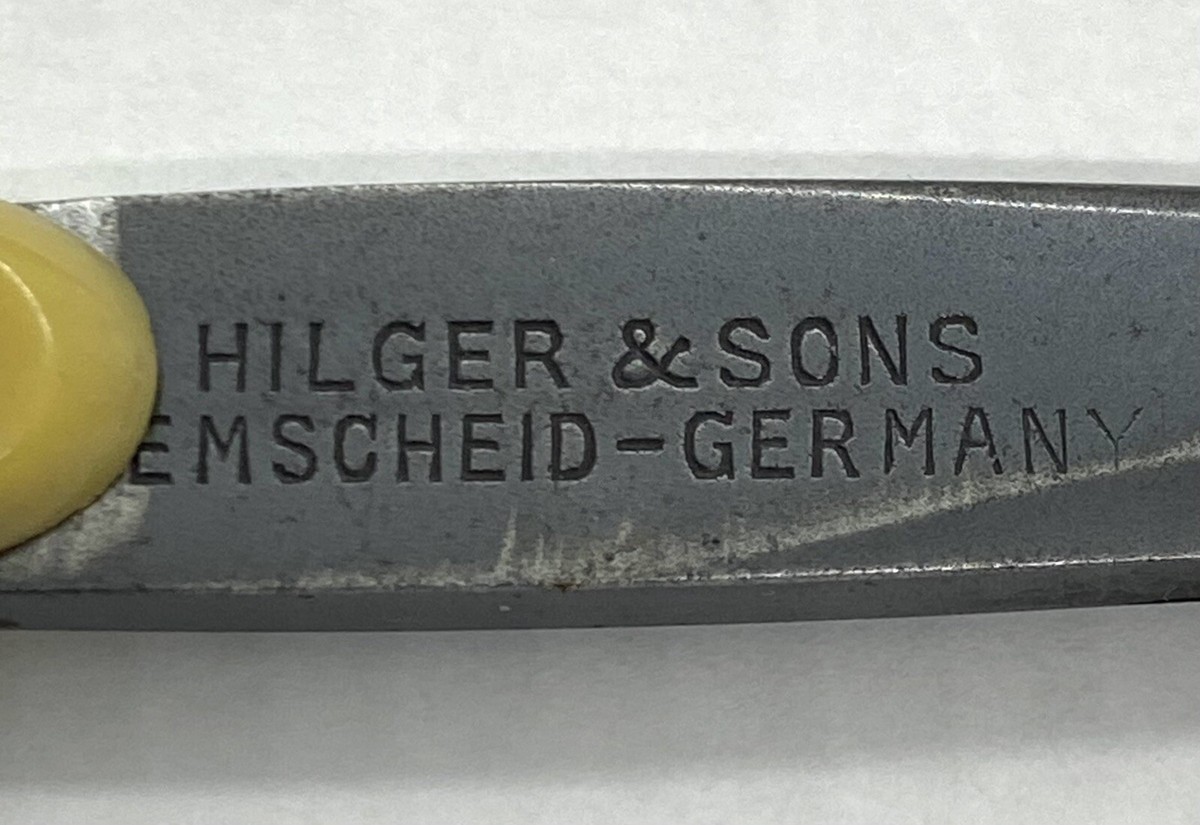 HILGER & SONS
EMSCHEID-GERMANY